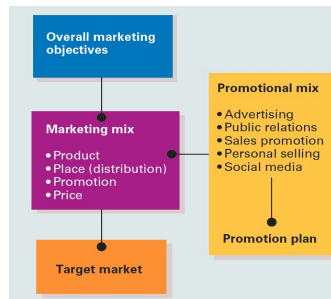 Overall marketing
objectives
Marketing mix
• Product
• Place (distribution)
• Promotion
• Price
Target market
Promotional mix
• Advertising
• Public relations
• Sales promotion
• Personal selling
• Social media
Promotion plan